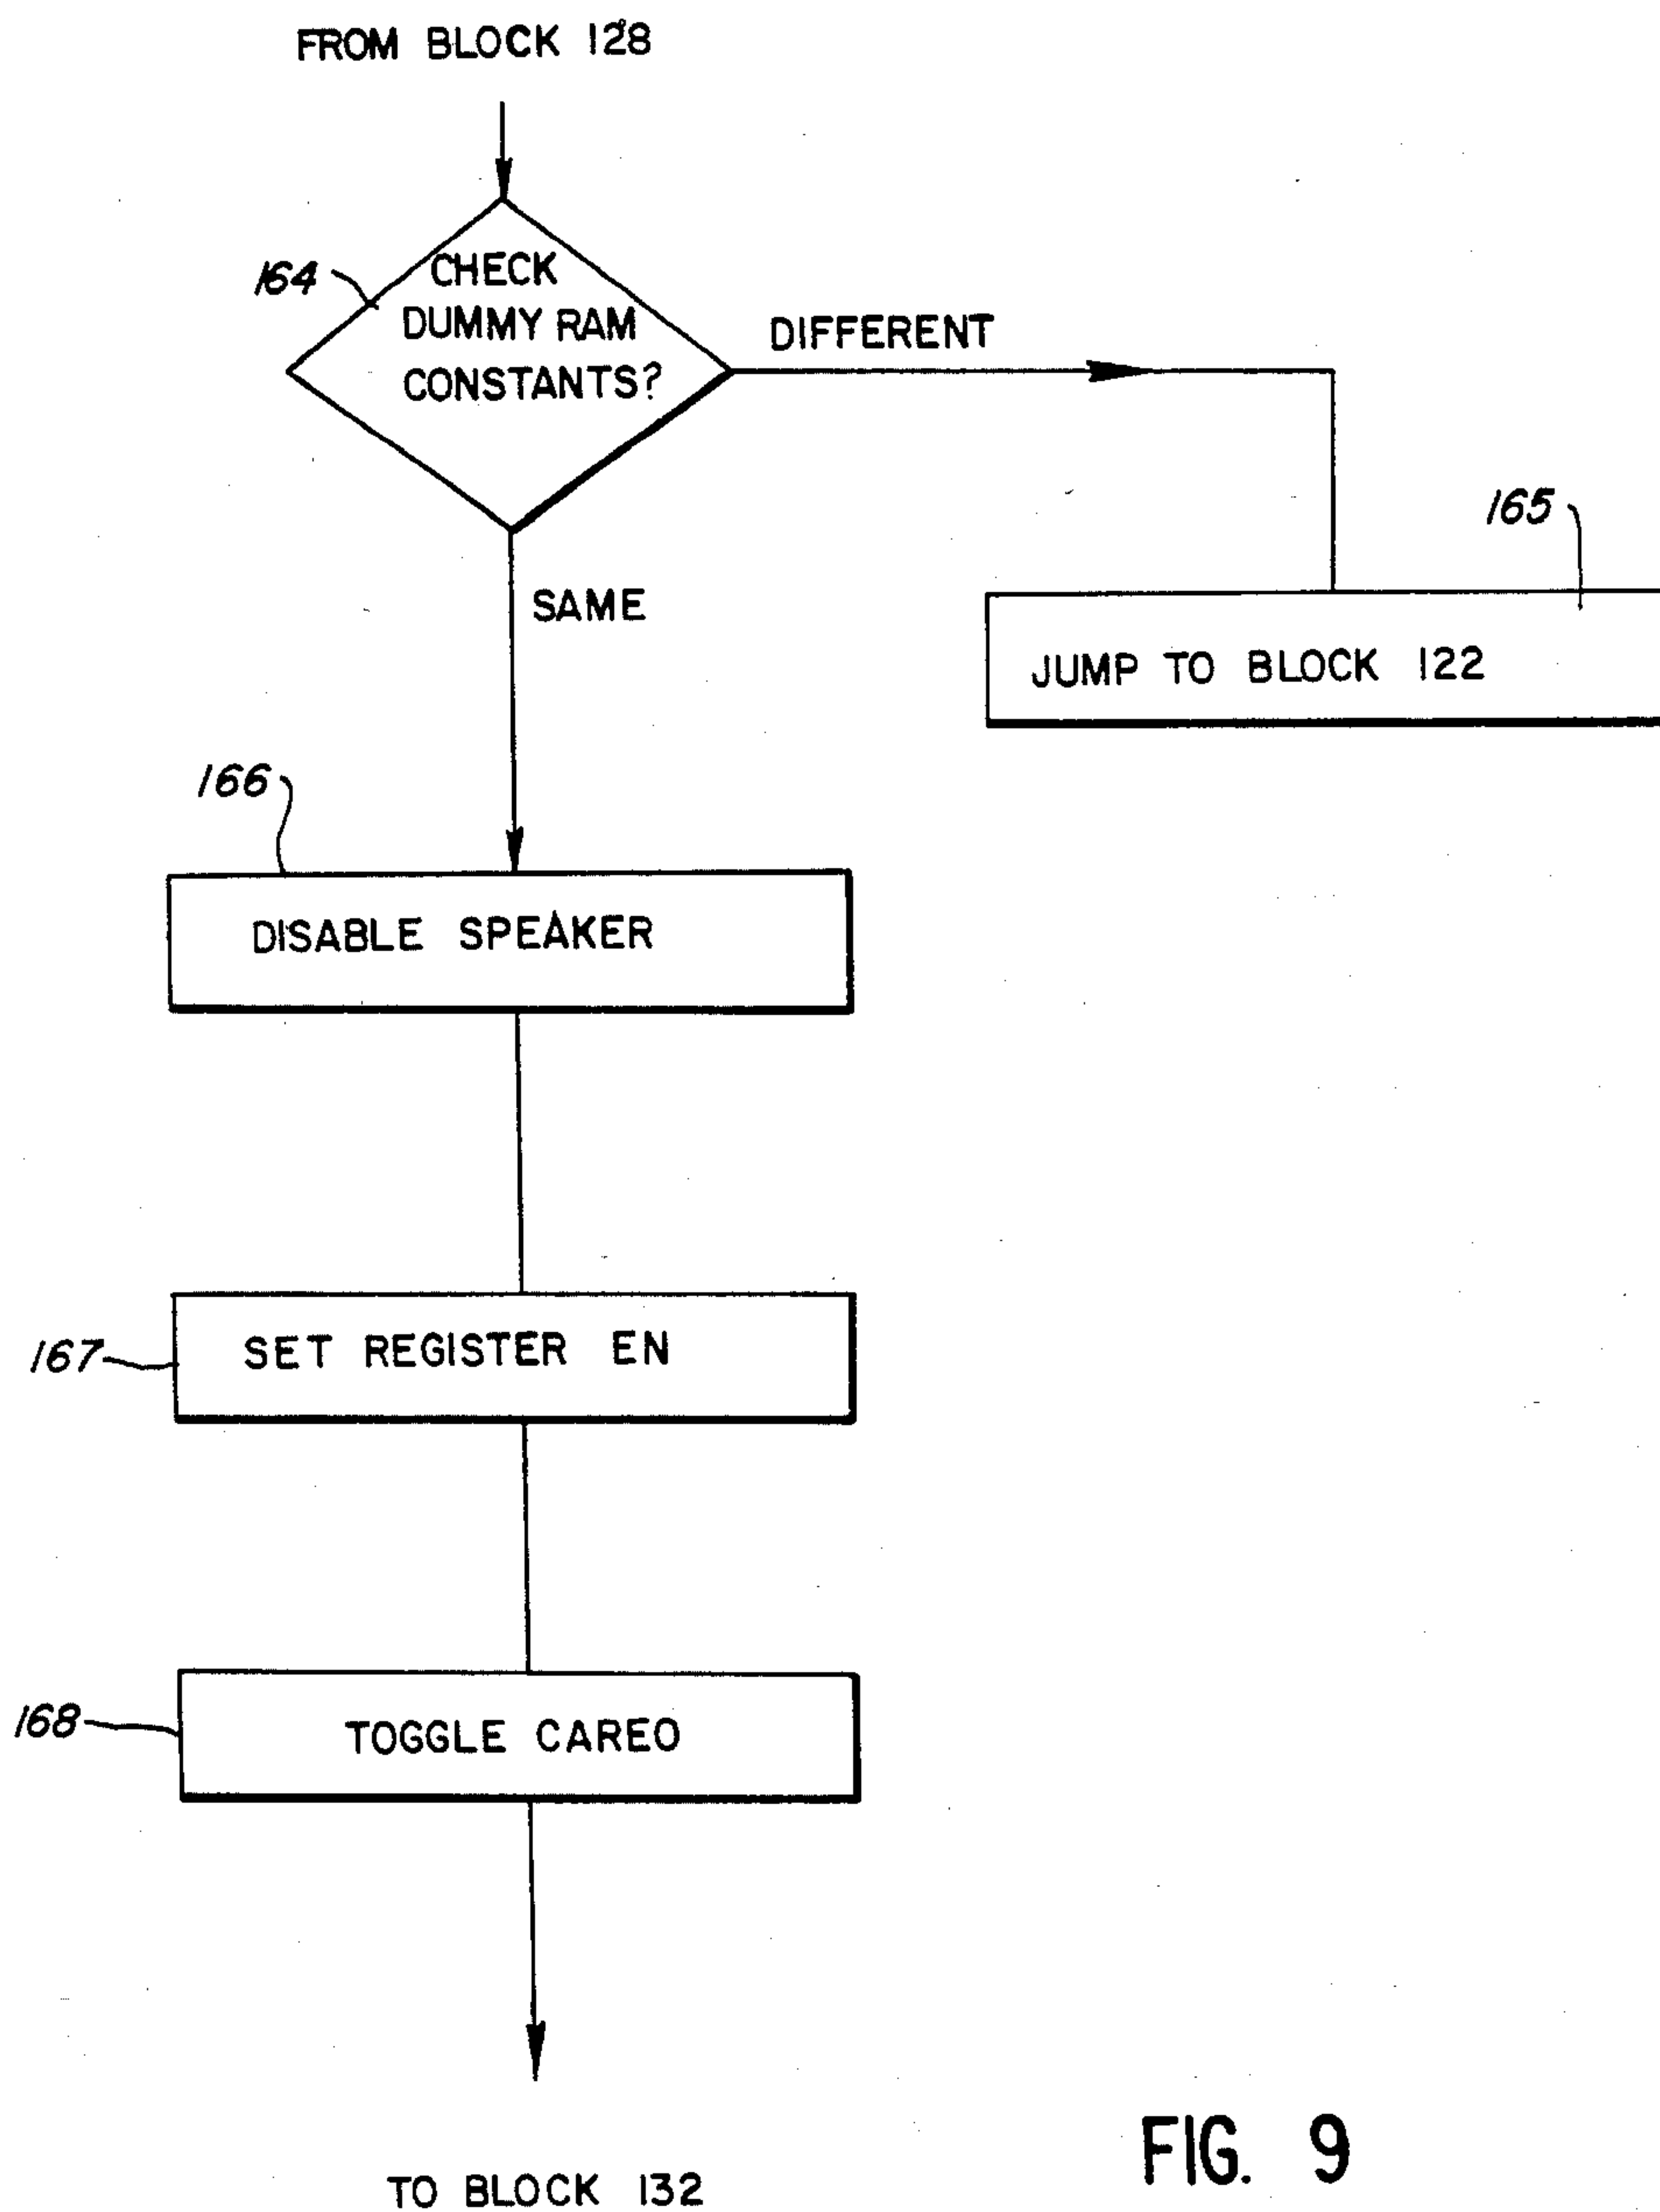 FROM BLOCK 128
164
CHECK
DUMMY RAM
CONSTANTS?
DIFFERENT
165
JUMP TO BLOCK 122
SAME
166
DISABLE SPEAKER
167
SET REGISTER EN
168
TOGGLE CAREO
TO BLOCK 132
FIG. 9